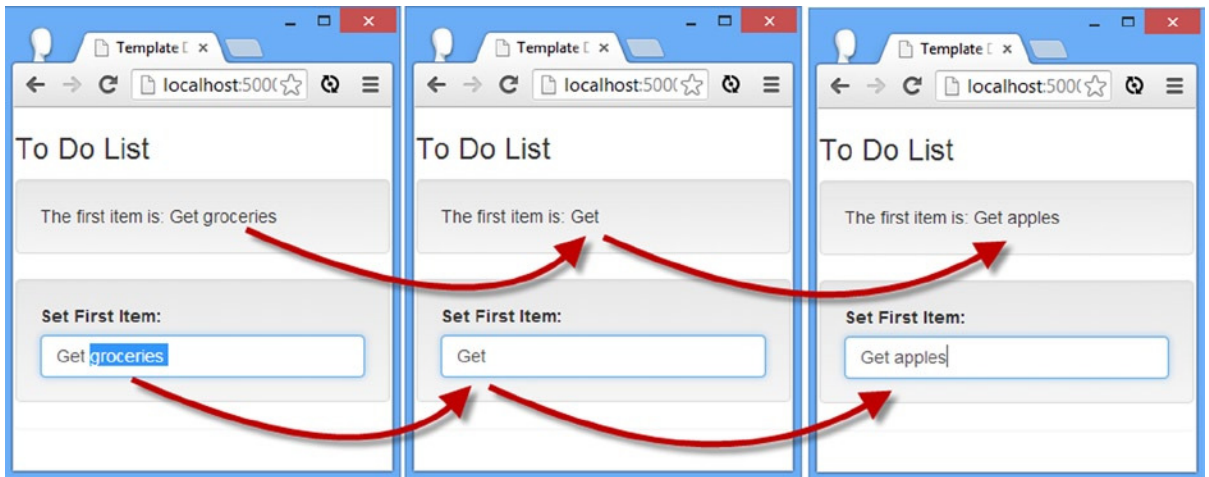 Template D
localhost:500
To Do List
The first item is: Get groceries
Set First Item:
Get groceries
Template D
localhost:500
To Do List
The first item is: Get
Set First Item:
Get
Template
localhost:500
To Do List
The first item is: Get apples
Set First Item:
Get apples